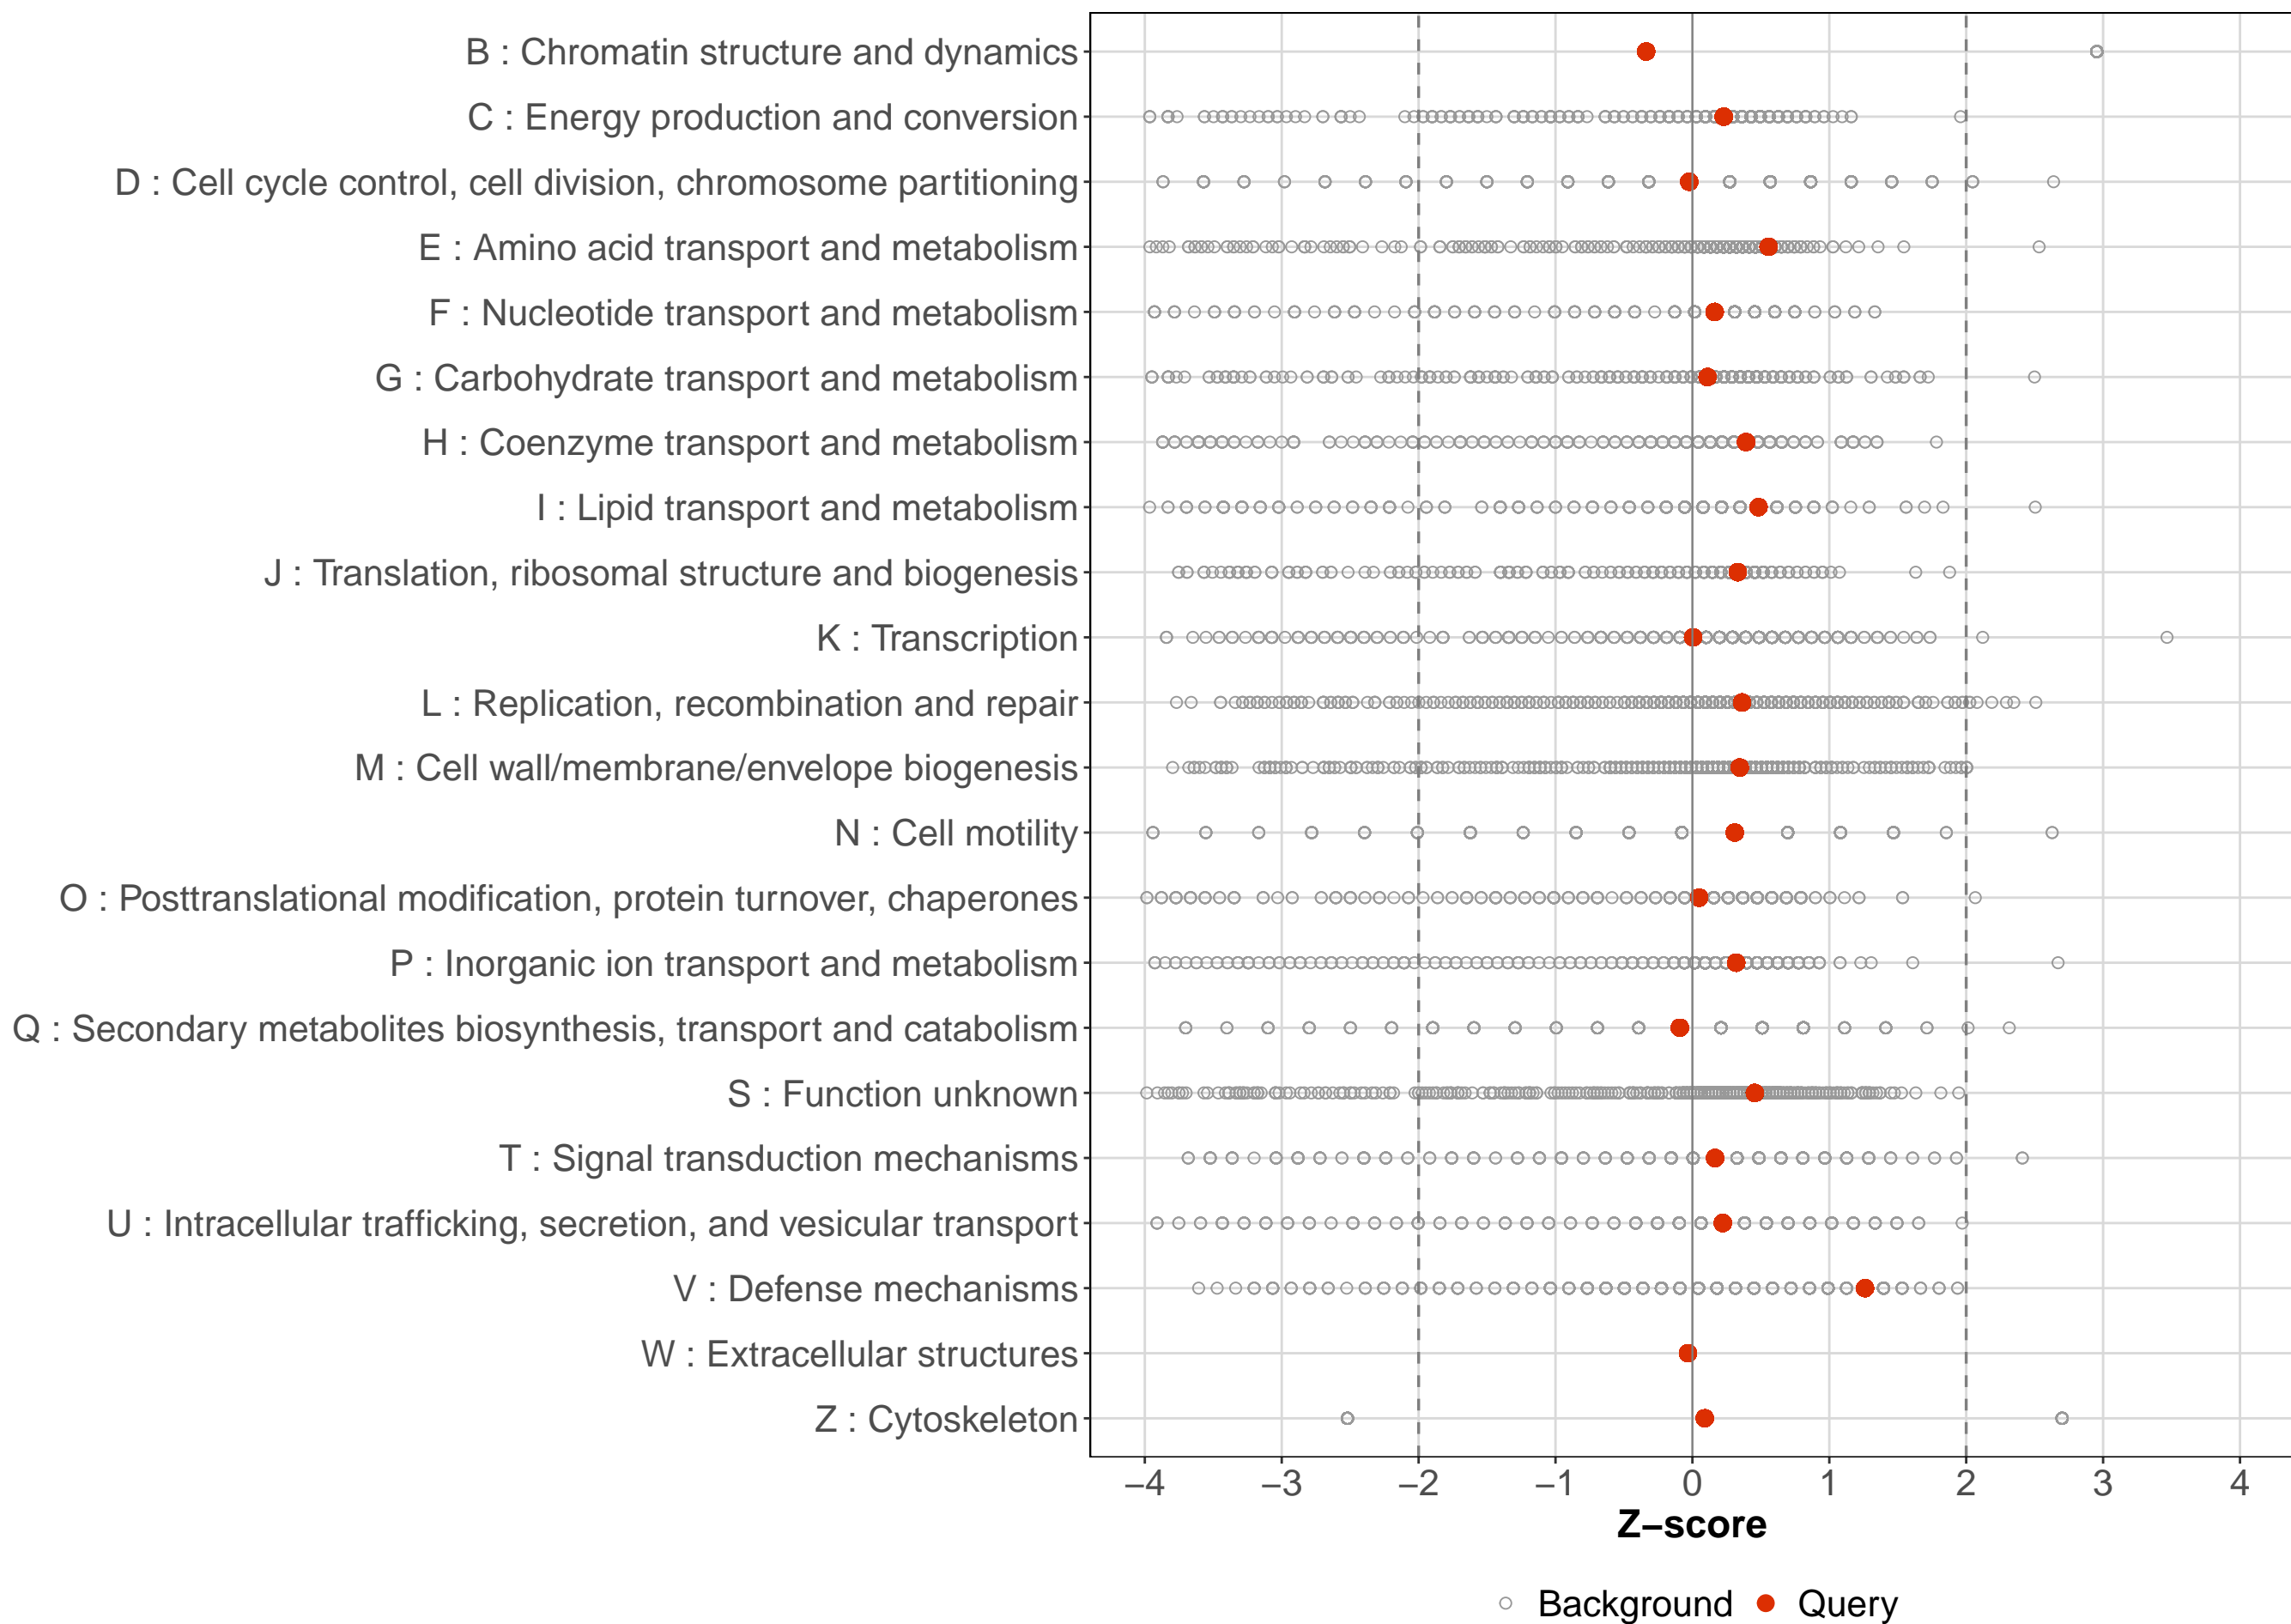 B : Chromatin structure and dynamics
C : Energy production and conversion
D : Cell cycle control, cell division, chromosome partitioning
E : Amino acid transport and metabolism
F : Nucleotide transport and metabolism
G : Carbohydrate transport and metabolism
H : Coenzyme transport and metabolism
I : Lipid transport and metabolism
J : Translation, ribosomal structure and biogenesis
K : Transcription
L : Replication, recombination and repair
M : Cell wall/membrane/envelope biogenesis
N : Cell motility
O : Posttranslational modification, protein turnover, chaperones
P : Inorganic ion transport and metabolism
Q : Secondary metabolites biosynthesis, transport and catabolism
S : Function unknown
T : Signal transduction mechanisms
U : Intracellular trafficking, secretion, and vesicular transport
V : Defense mechanisms
W : Extracellular structures
Z : Cytoskeleton
−4 −3 −2 −1 0 1 2 3 4
Z−score
Background Query